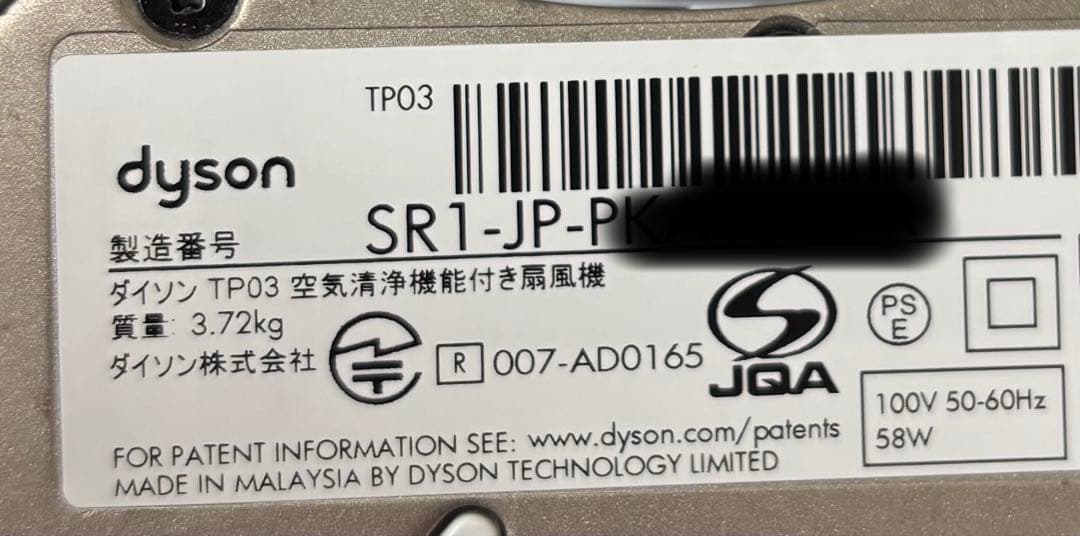 TP03
dyson
製造番号 SR1-JP-PK
ダイソン TP03 空気清浄機能付き扇風機
質量: 3.72kg
ダイソン株式会社
R 007-AD0165
JQA
PS
E
100V 50-60Hz
58W
FOR PATENT INFORMATION SEE: www.dyson.com/patents
MADE IN MALAYSIA BY DYSON TECHNOLOGY LIMITED